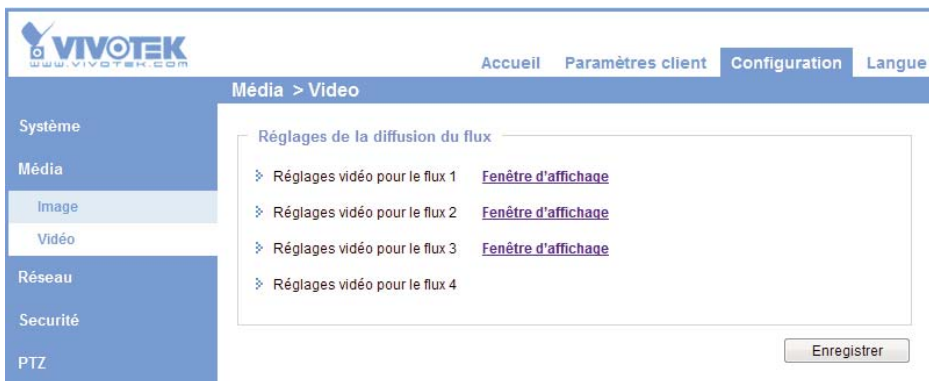 VIVOTEK
WWW.VIVOTEK.COM
Accueil Paramètres client Configuration Langue
Média > Video
Système
Média
Image
Vidéo
Réseau
Securité
PTZ
Réglages de la diffusion du flux
Réglages vidéo pour le flux 1 Fenêtre d'affichage
Réglages vidéo pour le flux 2 Fenêtre d'affichage
Réglages vidéo pour le flux 3 Fenêtre d'affichage
Réglages vidéo pour le flux 4
Enregistrer